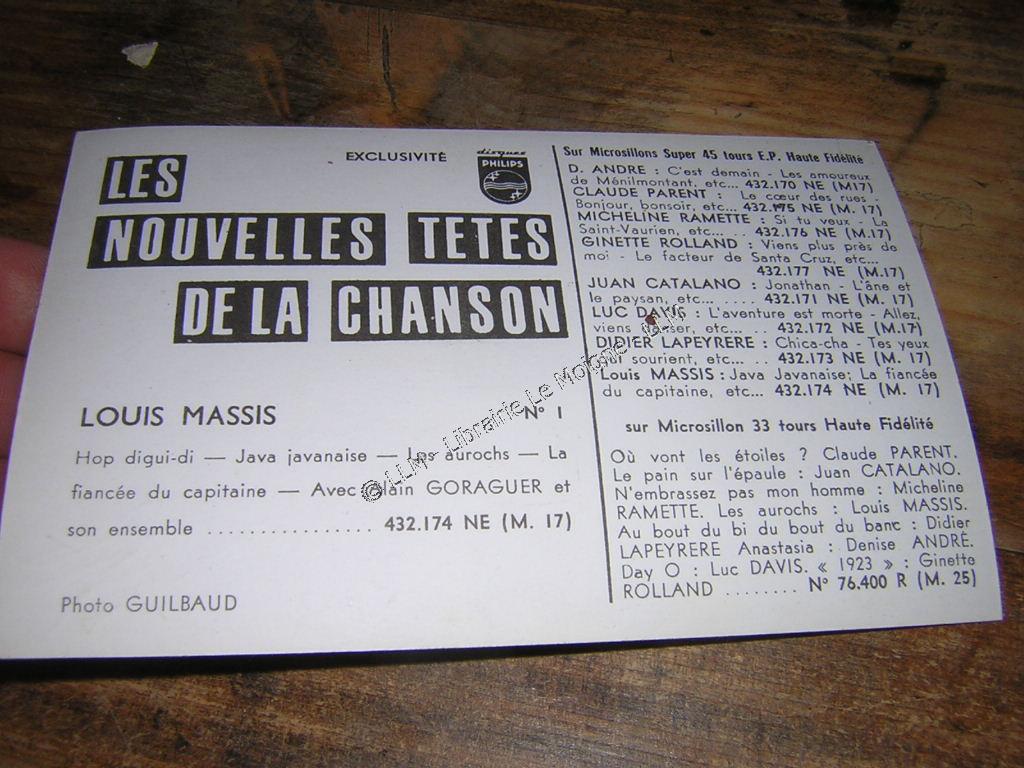 LES
NOUVELLES TETES
DE LA CHANSON
EXCLUSIVITÉ
disques
PHILIPS
LOUIS MASSIS
N° 1
Hop digui-di — Java javanaise — Les aurochs — La
fiancée du capitaine — Avec Alain GORAGUER et
son ensemble .................... 432.174 NE (M. 17)
Photo GUILBAUD
Sur Microsillons Super 45 tours E.P. Haute Fidélité
D. ANDRE : C'est demain - Les amoureux
de Ménilmontant, etc... 432.170 NE (M17)
CLAUDE PARENT : Le cœur des rues -
Bonjour, bonsoir, etc... 432.175 NE (M. 17)
MICHELINE RAMETTE : Si tu veux - La
Saint-Vaurien, etc... 432.176 NE (M.17)
GINETTE ROLLAND : Viens plus près de
moi - Le facteur de Santa Cruz, etc...
432.177 NE (M.17)
JUAN CATALANO : Jonathan - L'âne et
le paysan, etc... .... 432.171 NE (M. 17)
LUC DAVIS : L'aventure est morte - Allez,
viens danser, etc... .. 432.172 NE (M.17)
DIDIER LAPEYRERE : Chica-cha - Tes yeux
qui sourient, etc... .. 432.173 NE (M. 17)
Louis MASSIS : Java Javanaise; La fiancée
du capitaine, etc... 432.174 NE (M. 17)
sur Microsillon 33 tours Haute Fidélité
Où vont les étoiles ? Claude PARENT.
Le pain sur l'épaule : Juan CATALANO.
N'embrassez pas mon homme : Micheline
RAMETTE. Les aurochs : Louis MASSIS.
Au bout du bi du bout du banc : Didier
LAPEYRERE Anastasia : Denise ANDRÉ.
Day O : Luc DAVIS. « 1923 » : Ginette
ROLLAND ........ N° 76.400 R (M. 25)
©LLM - Librairie Le Moigne